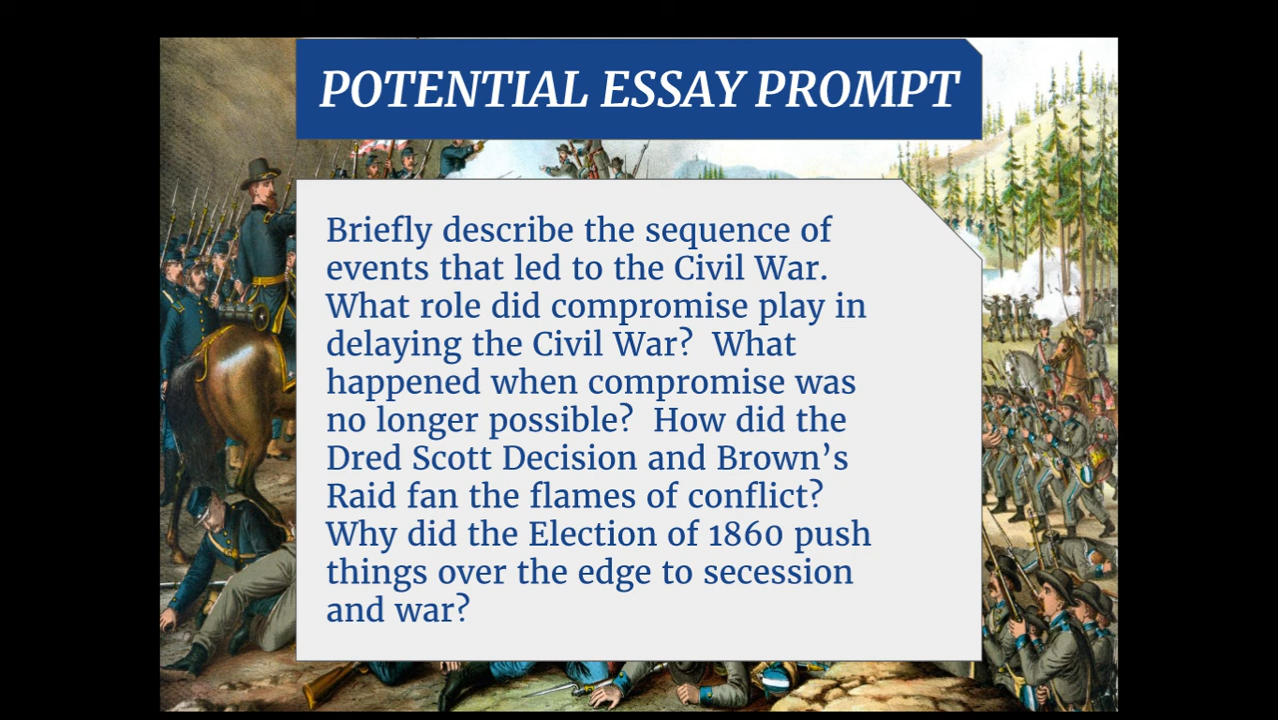 POTENTIAL ESSAY PROMPT
Briefly describe the sequence of
events that led to the Civil War.
What role did compromise play in
delaying the Civil War?  What
happened when compromise was
no longer possible?  How did the
Dred Scott Decision and Brown’s
Raid fan the flames of conflict?
Why did the Election of 1860 push
things over the edge to secession
and war?